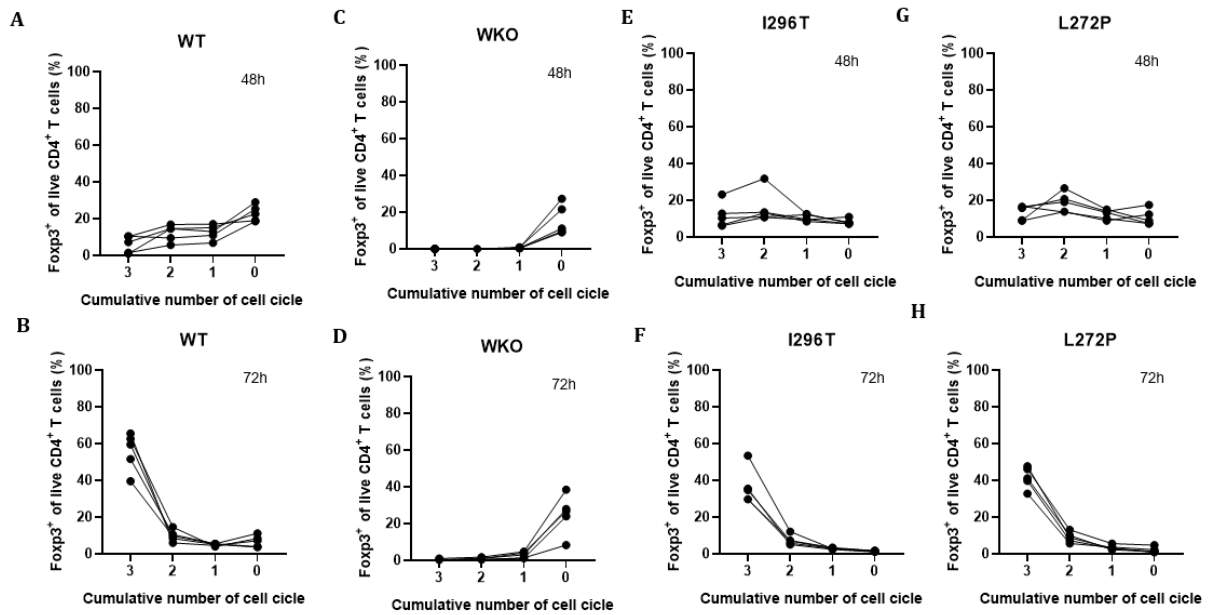 A
WT
Foxp3⁺ of live CD4⁺ T cells (%)
100
80
60
40
20
0
48h
3 2 1 0
Cumulative number of cell cicle
C
WKO
Foxp3⁺ of live CD4⁺ T cells (%)
100
80
60
40
20
0
48h
3 2 1 0
Cumulative number of cell cicle
E
I296T
Foxp3⁺ of live CD4⁺ T cells (%)
100
80
60
40
20
0
48h
3 2 1 0
Cumulative number of cell cicle
G
L272P
Foxp3⁺ of live CD4⁺ T cells (%)
100
80
60
40
20
0
48h
3 2 1 0
Cumulative number of cell cicle
B
WT
Foxp3⁺ of live CD4⁺ T cells (%)
100
80
60
40
20
0
72h
3 2 1 0
Cumulative number of cell cicle
D
WKO
Foxp3⁺ of live CD4⁺ T cells (%)
100
80
60
40
20
0
72h
3 2 1 0
Cumulative number of cell cicle
F
I296T
Foxp3⁺ of live CD4⁺ T cells (%)
100
80
60
40
20
0
72h
3 2 1 0
Cumulative number of cell cicle
H
L272P
Foxp3⁺ of live CD4⁺ T cells (%)
100
80
60
40
20
0
72h
3 2 1 0
Cumulative number of cell cicle